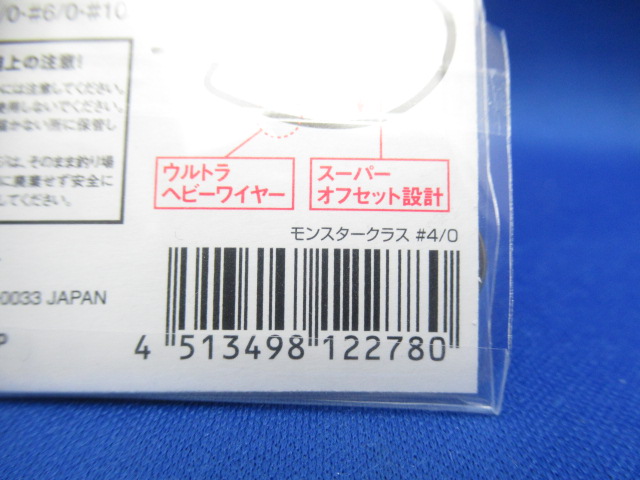 /0·#6/0·#10
上の注意!
には注意してください。
使用しないでください。
届かない所に保管し
は、そのまま釣り場
に廃棄せず安全に
してください。
ウルトラ
ヘビーワイヤー
スーパー
オフセット設計
モンスタークラス #4/0
0033 JAPAN
P
4 513498 122780